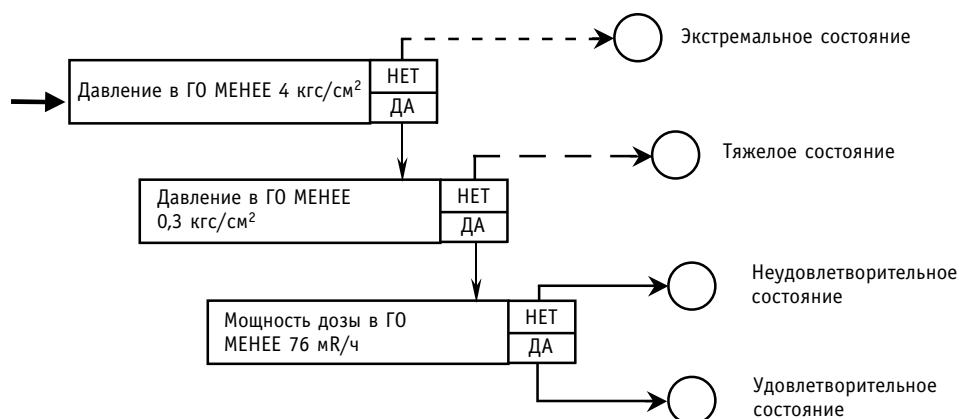 Экстремальное состояние
Давление в ГО МЕНЕЕ 4 кгс/см²
НЕТ
ДА
Тяжелое состояние
Давление в ГО МЕНЕЕ
0,3 кгс/см²
НЕТ
ДА
Неудовлетворительное
состояние
Мощность дозы в ГО
МЕНЕЕ 76 мR/ч
НЕТ
ДА
Удовлетворительное
состояние